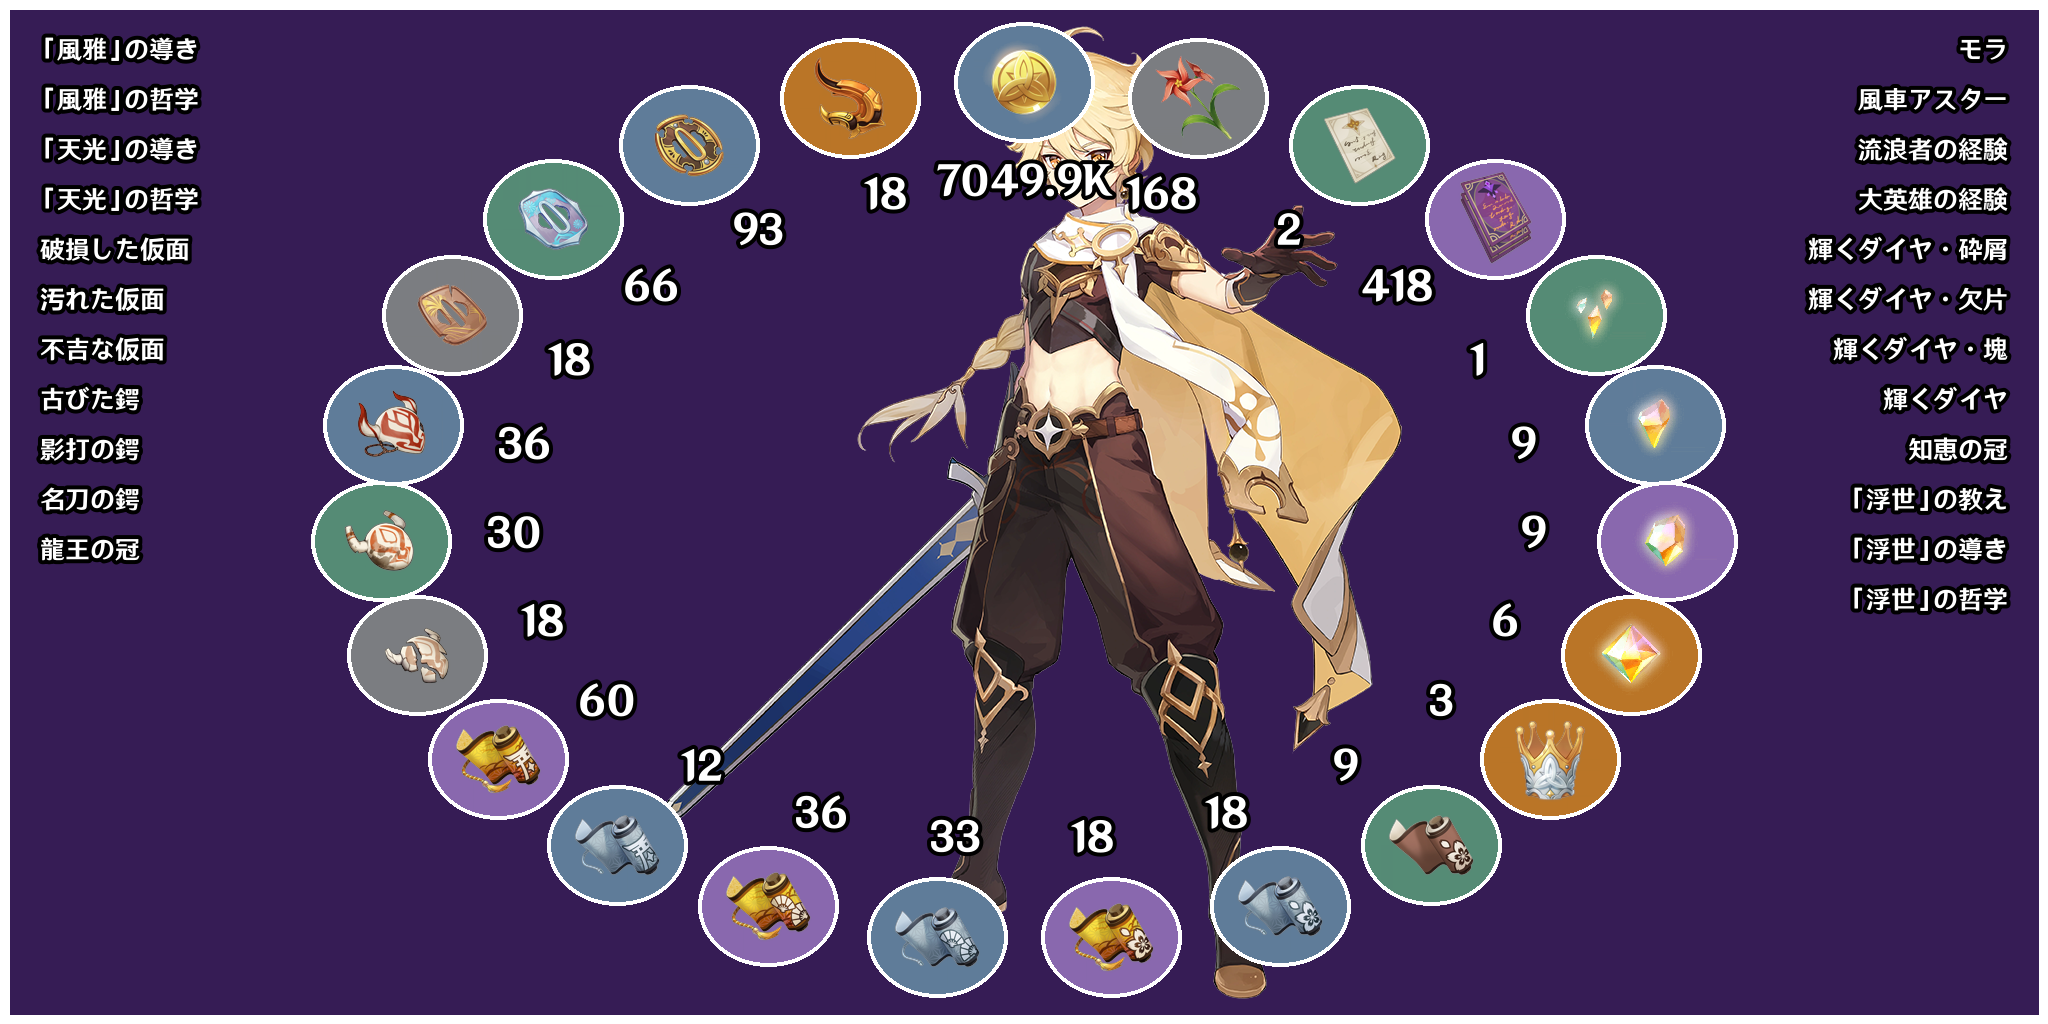 「風雅」の導き
「風雅」の哲学
「天光」の導き
「天光」の哲学
破損した仮面
汚れた仮面
不吉な仮面
古びた鍔
影打の鍔
名刀の鍔
龍王の冠
モラ
風車アスター
流浪者の経験
大英雄の経験
輝くダイヤ・砕屑
輝くダイヤ・欠片
輝くダイヤ・塊
輝くダイヤ
知恵の冠
「浮世」の教え
「浮世」の導き
「浮世」の哲学
7049.9K
168
2
418
1
9
9
6
3
9
18
18
33
36
12
60
18
30
36
18
66
93
18